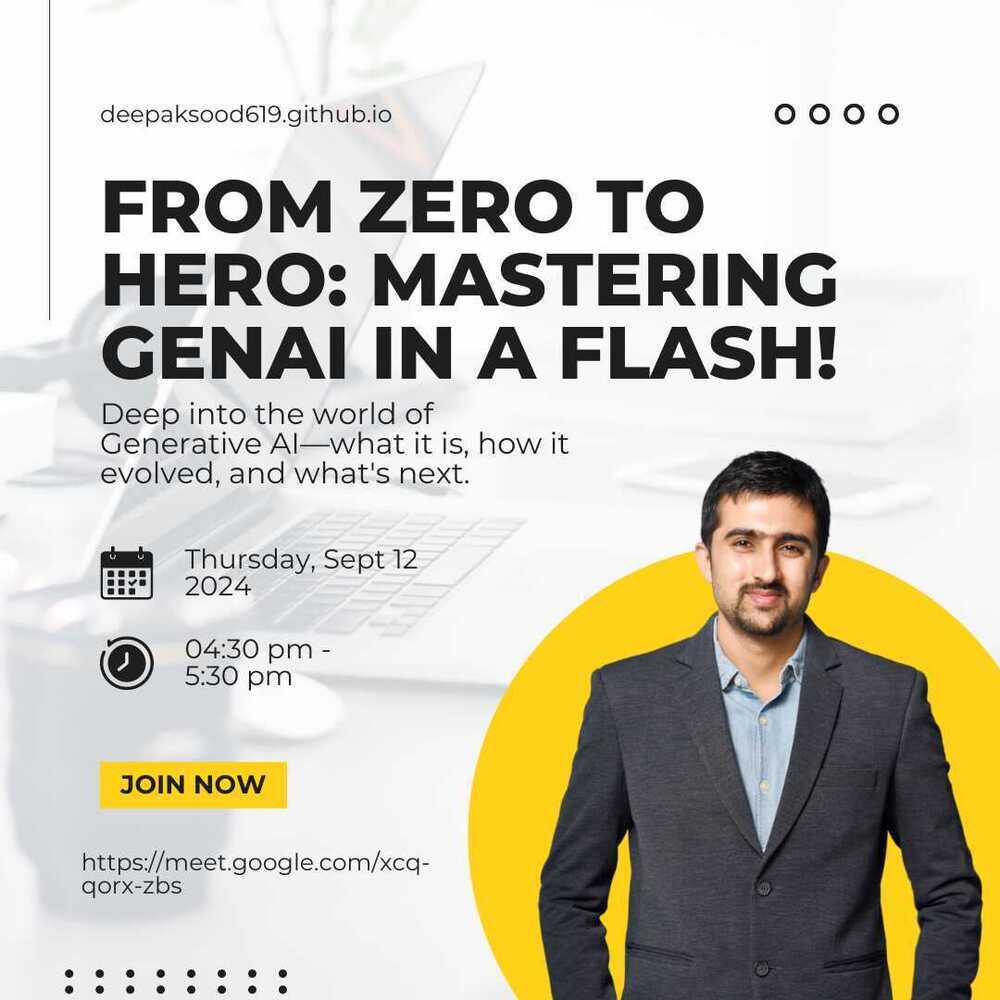 deepaksood619.github.io
FROM ZERO TO
HERO: MASTERING
GENAI IN A FLASH!
Deep into the world of
Generative AI—what it is, how it
evolved, and what's next.
Thursday, Sept 12
2024
04:30 pm -
5:30 pm
JOIN NOW
https://meet.google.com/xcq-
qorx-zbs